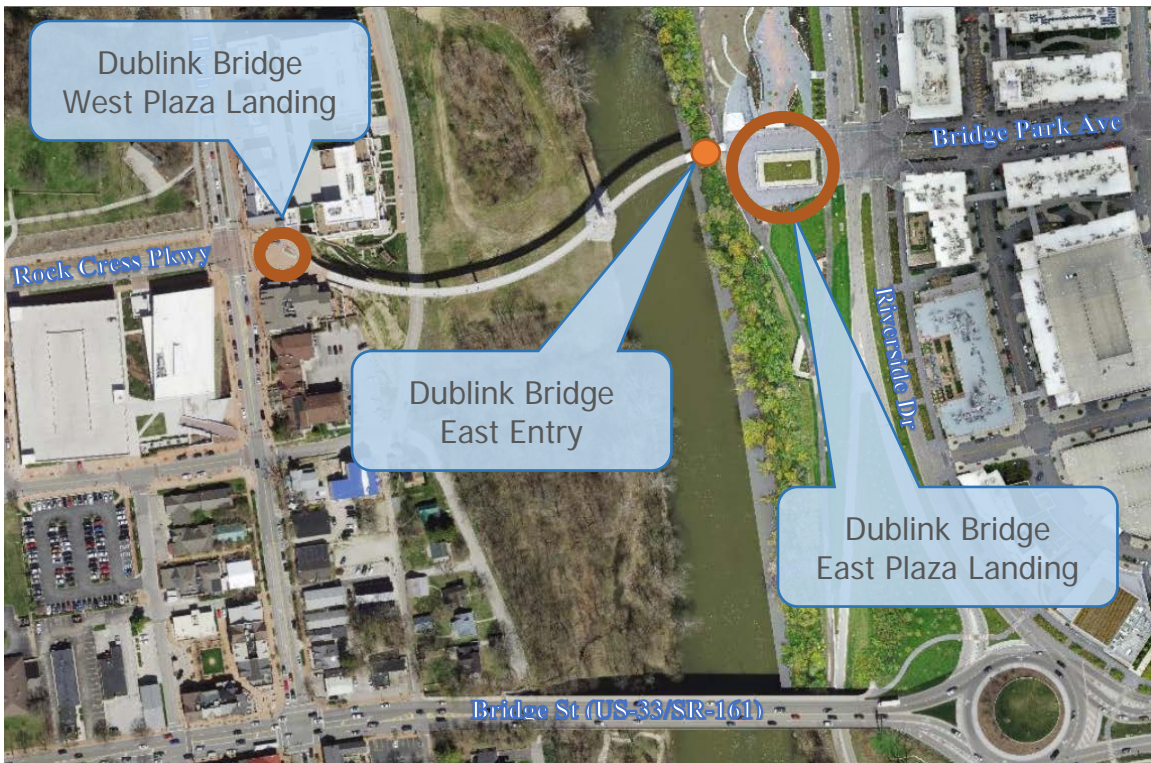 Dublink Bridge
West Plaza Landing
Bridge Park Ave
Rock Cress Pkwy
Riverside Dr
Dublink Bridge
East Entry
Dublink Bridge
East Plaza Landing
Bridge St (US-33/SR-161)